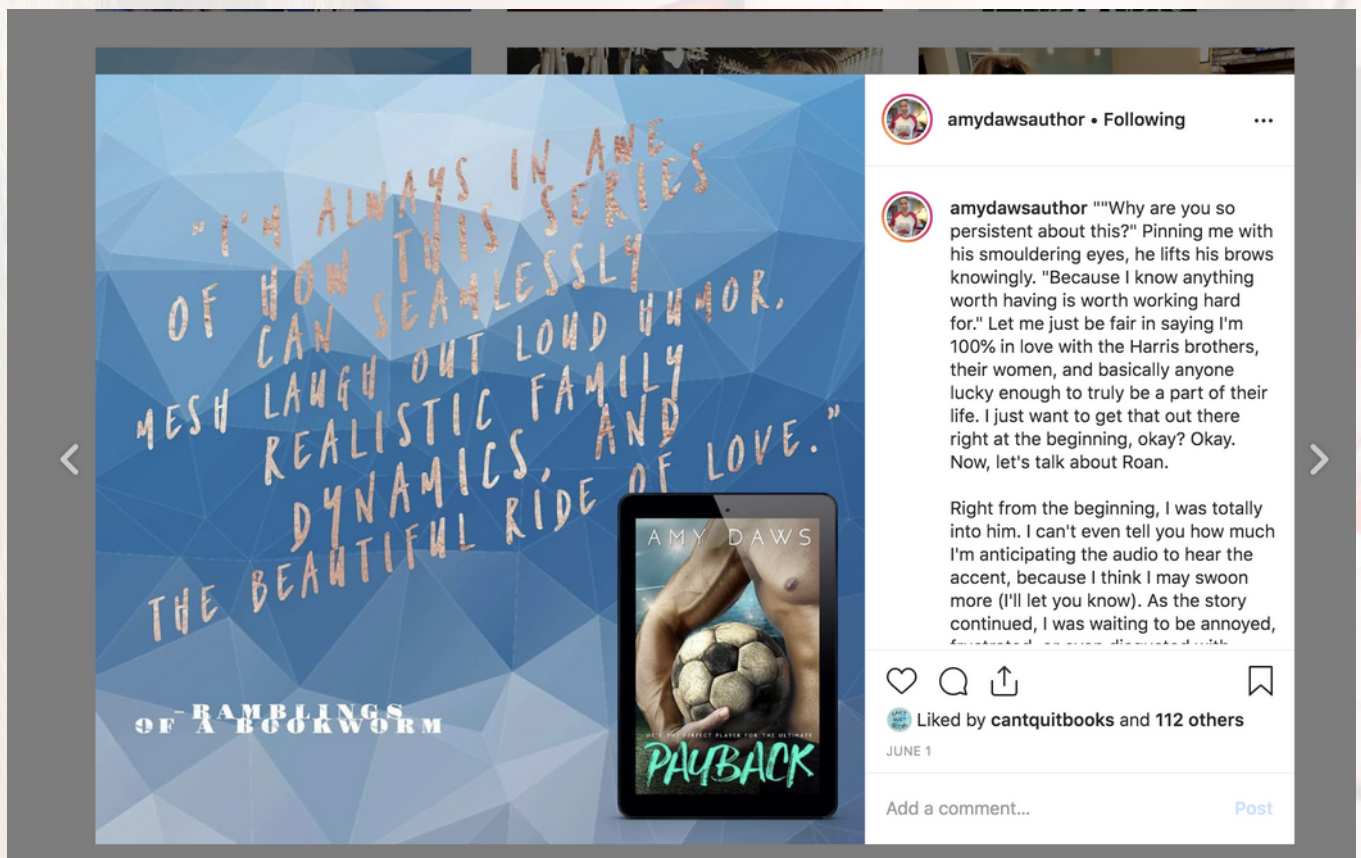 "I'M ALWAYS IN AWE
OF HOW THIS SERIES
CAN SEAMLESSLY
MESH LAUGH OUT LOUD HUMOR,
REALISTIC FAMILY
DYNAMICS, AND
THE BEAUTIFUL RIDE OF LOVE."
- RAMBLINGS
OF A BOOKWORM
AMY DAWS
HE'S THE PERFECT PLAYER FOR THE ULTIMATE
PAYBACK
amydawsauthor • Following
amydawsauthor ""Why are you so
persistent about this?" Pinning me with
his smouldering eyes, he lifts his brows
knowingly. "Because I know anything
worth having is worth working hard
for." Let me just be fair in saying I'm
100% in love with the Harris brothers,
their women, and basically anyone
lucky enough to truly be a part of their
life. I just want to get that out there
right at the beginning, okay? Okay.
Now, let's talk about Roan.
Right from the beginning, I was totally
into him. I can't even tell you how much
I'm anticipating the audio to hear the
accent, because I think I may swoon
more (I'll let you know). As the story
continued, I was waiting to be annoyed,
Liked by cantquitbooks and 112 others
JUNE 1
Add a comment... Post